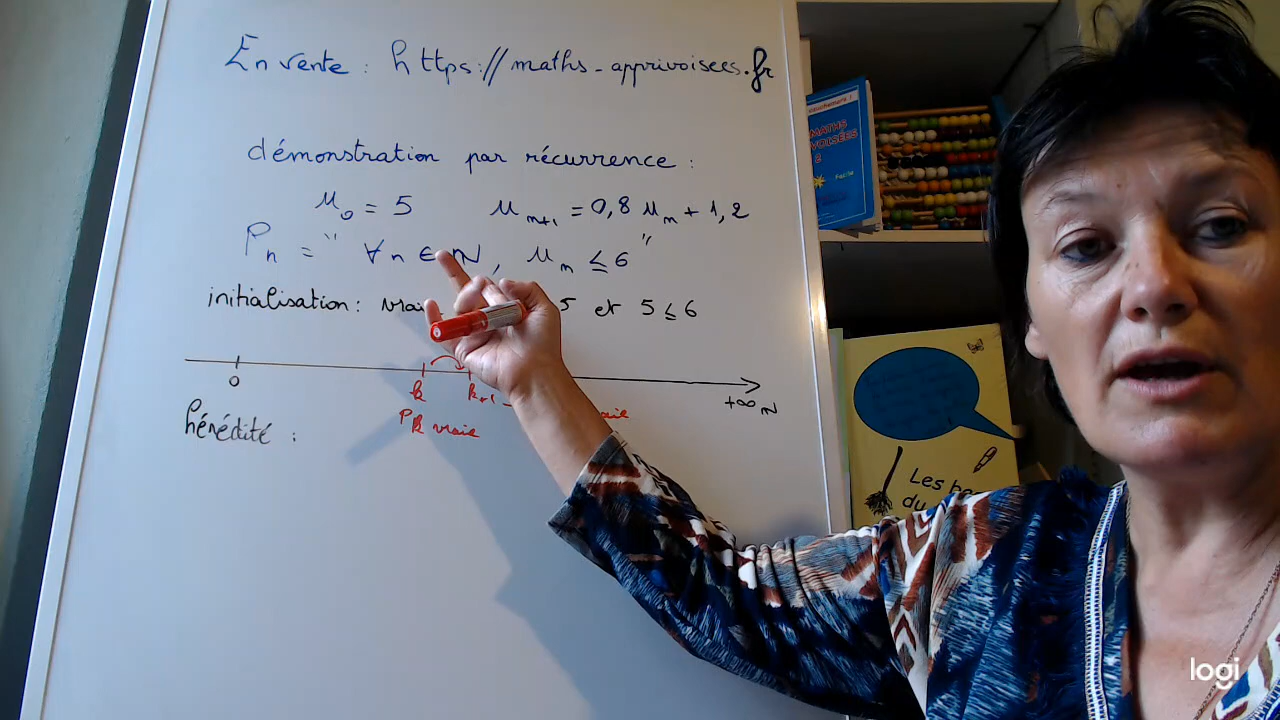 En vente : https://maths-apprivoisees.fr
démonstration par récurrence :
u₀ = 5 uₙ₊₁ = 0,8 uₙ + 1,2
Pₙ = " ∀n ∈ N, uₙ ≤ 6 "
initialisation : 5 et 5 ≤ 6
0 k k+1 +∞ N
Pk vraie
hérédité :
MATHS
2
Facile
Les
du
logi